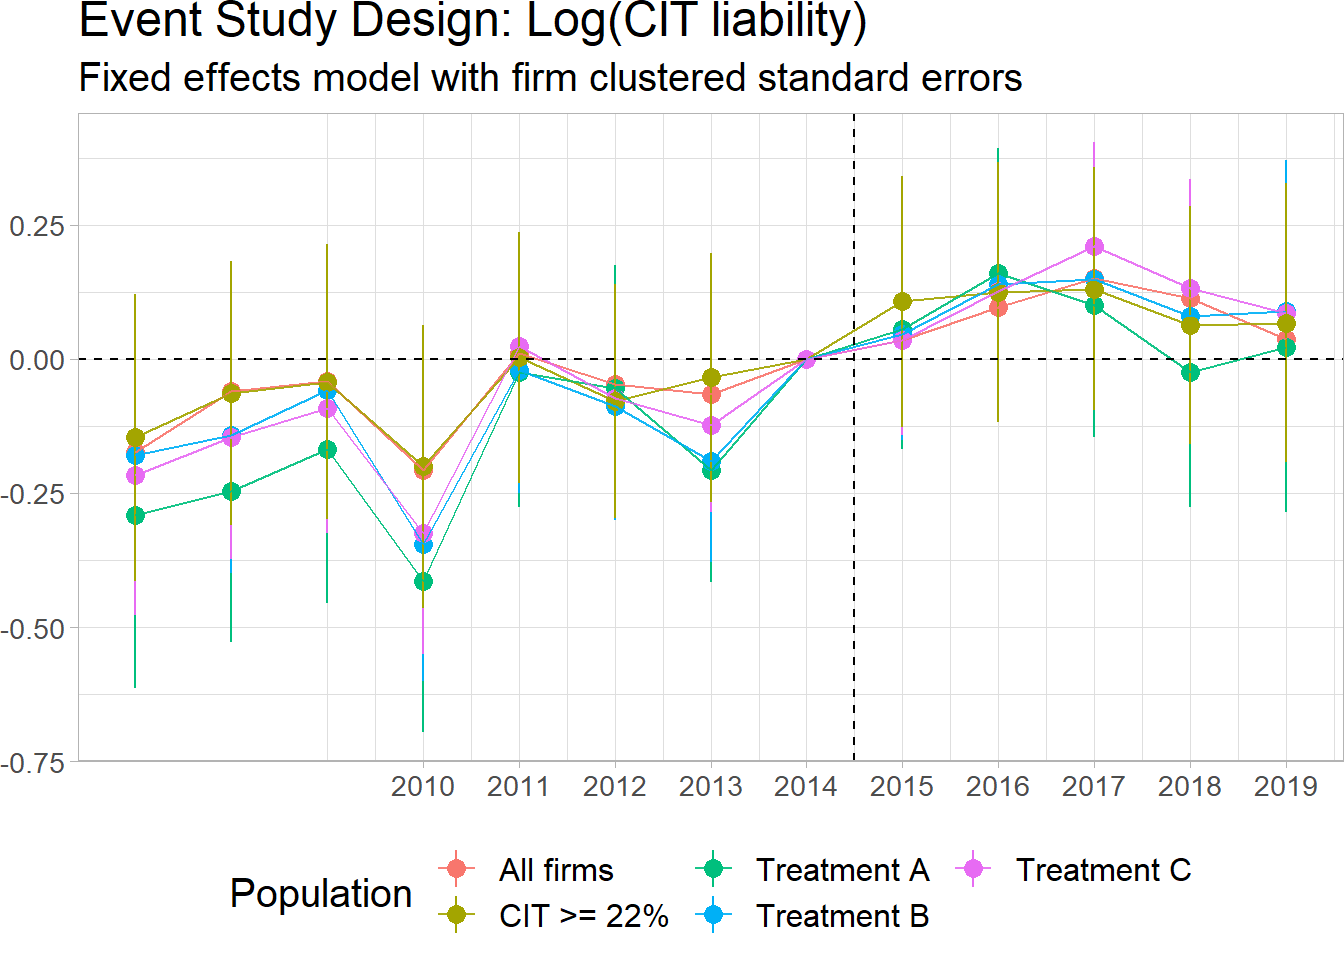 Event Study Design: Log(CIT liability)
Fixed effects model with firm clustered standard errors
0.25
0.00
-0.25
-0.50
-0.75
2010 2011 2012 2013 2014 2015 2016 2017 2018 2019
Population
All firms Treatment A Treatment C
CIT >= 22% Treatment B